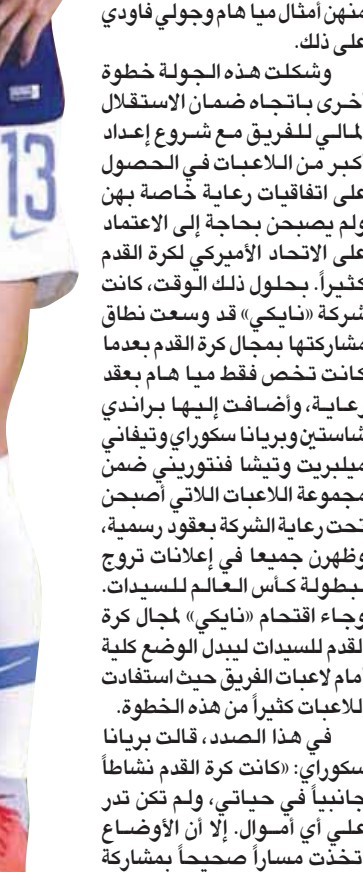 منهن أمثال ميا هام وجولي فاودي
على ذلك.
وشكلت هذه الجولة خطوة
أخرى باتجاه ضمان الاستقلال
المالي للفريق مع شروع إعداد
أكبر من اللاعبات في الحصول
على اتفاقيات رعاية خاصة بهن
ولم يصبحن بحاجة إلى الاعتماد
على الاتحاد الأميركي لكرة القدم
كثيراً. بحلول ذلك الوقت، كانت
شركة «نايكي» قد وسعت نطاق
مشاركتها بمجال كرة القدم بعدما
كانت تخص فقط ميا هام بعقد
رعاية، وأضافت إليها براندي
شاستين وبريانا سكوراي وتيفاني
ميلبريت وتيشا فنتوريني ضمن
مجموعة اللاعبات اللاتي أصبحن
تحت رعاية الشركة بعقود رسمية،
وظهرن جميعا في إعلانات تروج
لبطولة كأس العالم للسيدات.
وجاء اقتحام «نايكي» لمجال كرة
القدم للسيدات ليبدل الوضع كلية
أمام لاعبات الفريق حيث استفادت
اللاعبات كثيراً من هذه الخطوة.
في هذا الصدد، قالت بريانا
سكوراي: «كانت كرة القدم نشاطاً
جانبياً في حياتي، ولم تكن تدر
علي أي أموال. إلا أن الأوضاع
اتخذت مساراً صحيحاً بمشاركة
13